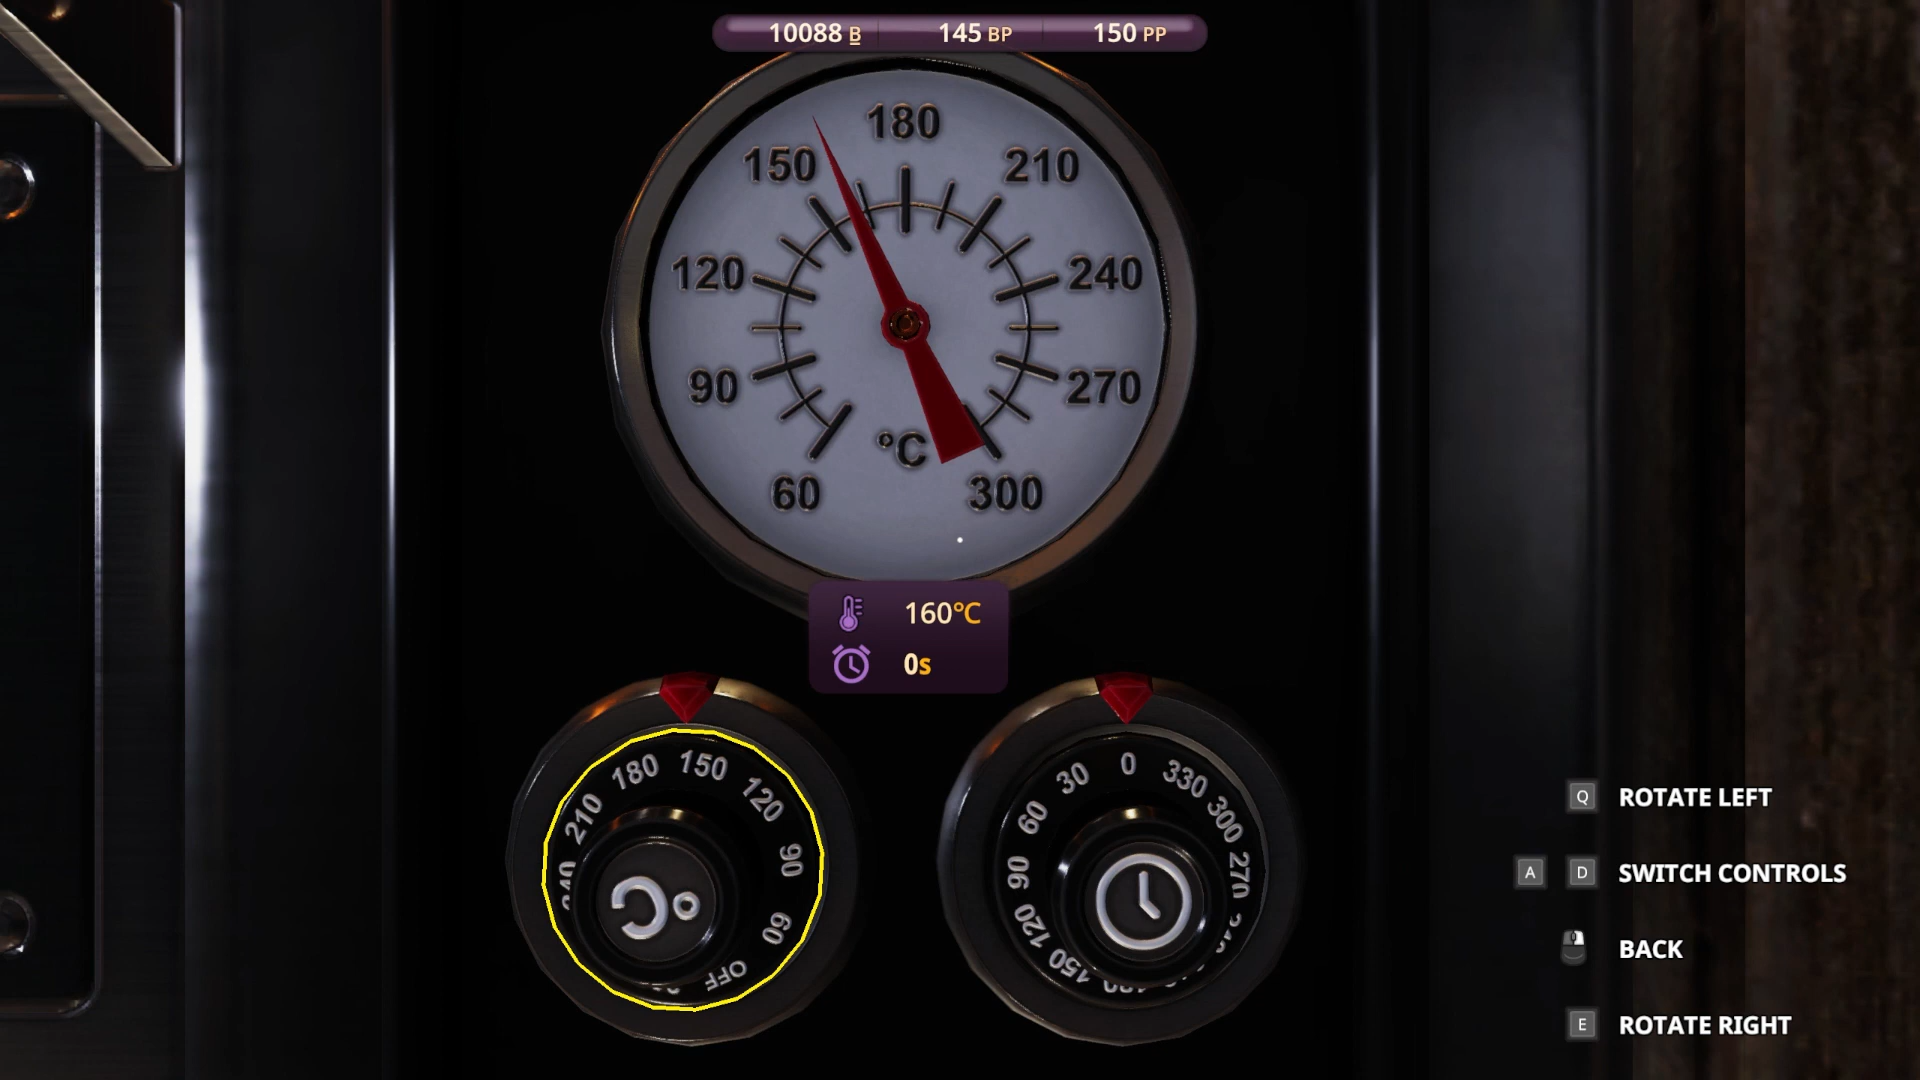 10088 B 145 BP 150 PP
180
150 210
120 240
90 270
°C
60 300
160°C
0s
180 150 120 90 60 OFF
210
240
0 330 300 270
30
60
90
120
150
°C
Q ROTATE LEFT
A D SWITCH CONTROLS
BACK
E ROTATE RIGHT